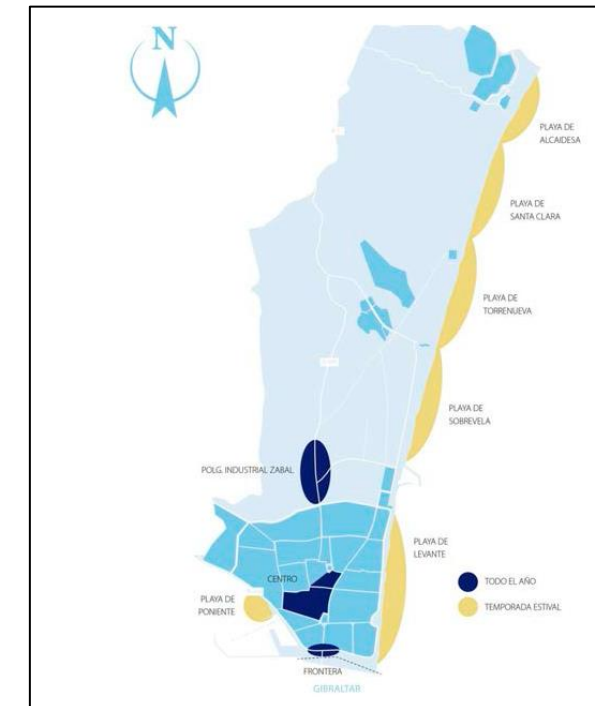 N
PLAYA DE
ALCAIDESA
PLAYA DE
SANTA CLARA
PLAYA DE
TORRENUEVA
PLAYA DE
SOBREVELA
POLG. INDUSTRIAL ZABAL
PLAYA DE
LEVANTE
CENTRO
TODO EL AÑO
PLAYA DE
PONIENTE
TEMPORADA ESTIVAL
FRONTERA
GIBRALTAR